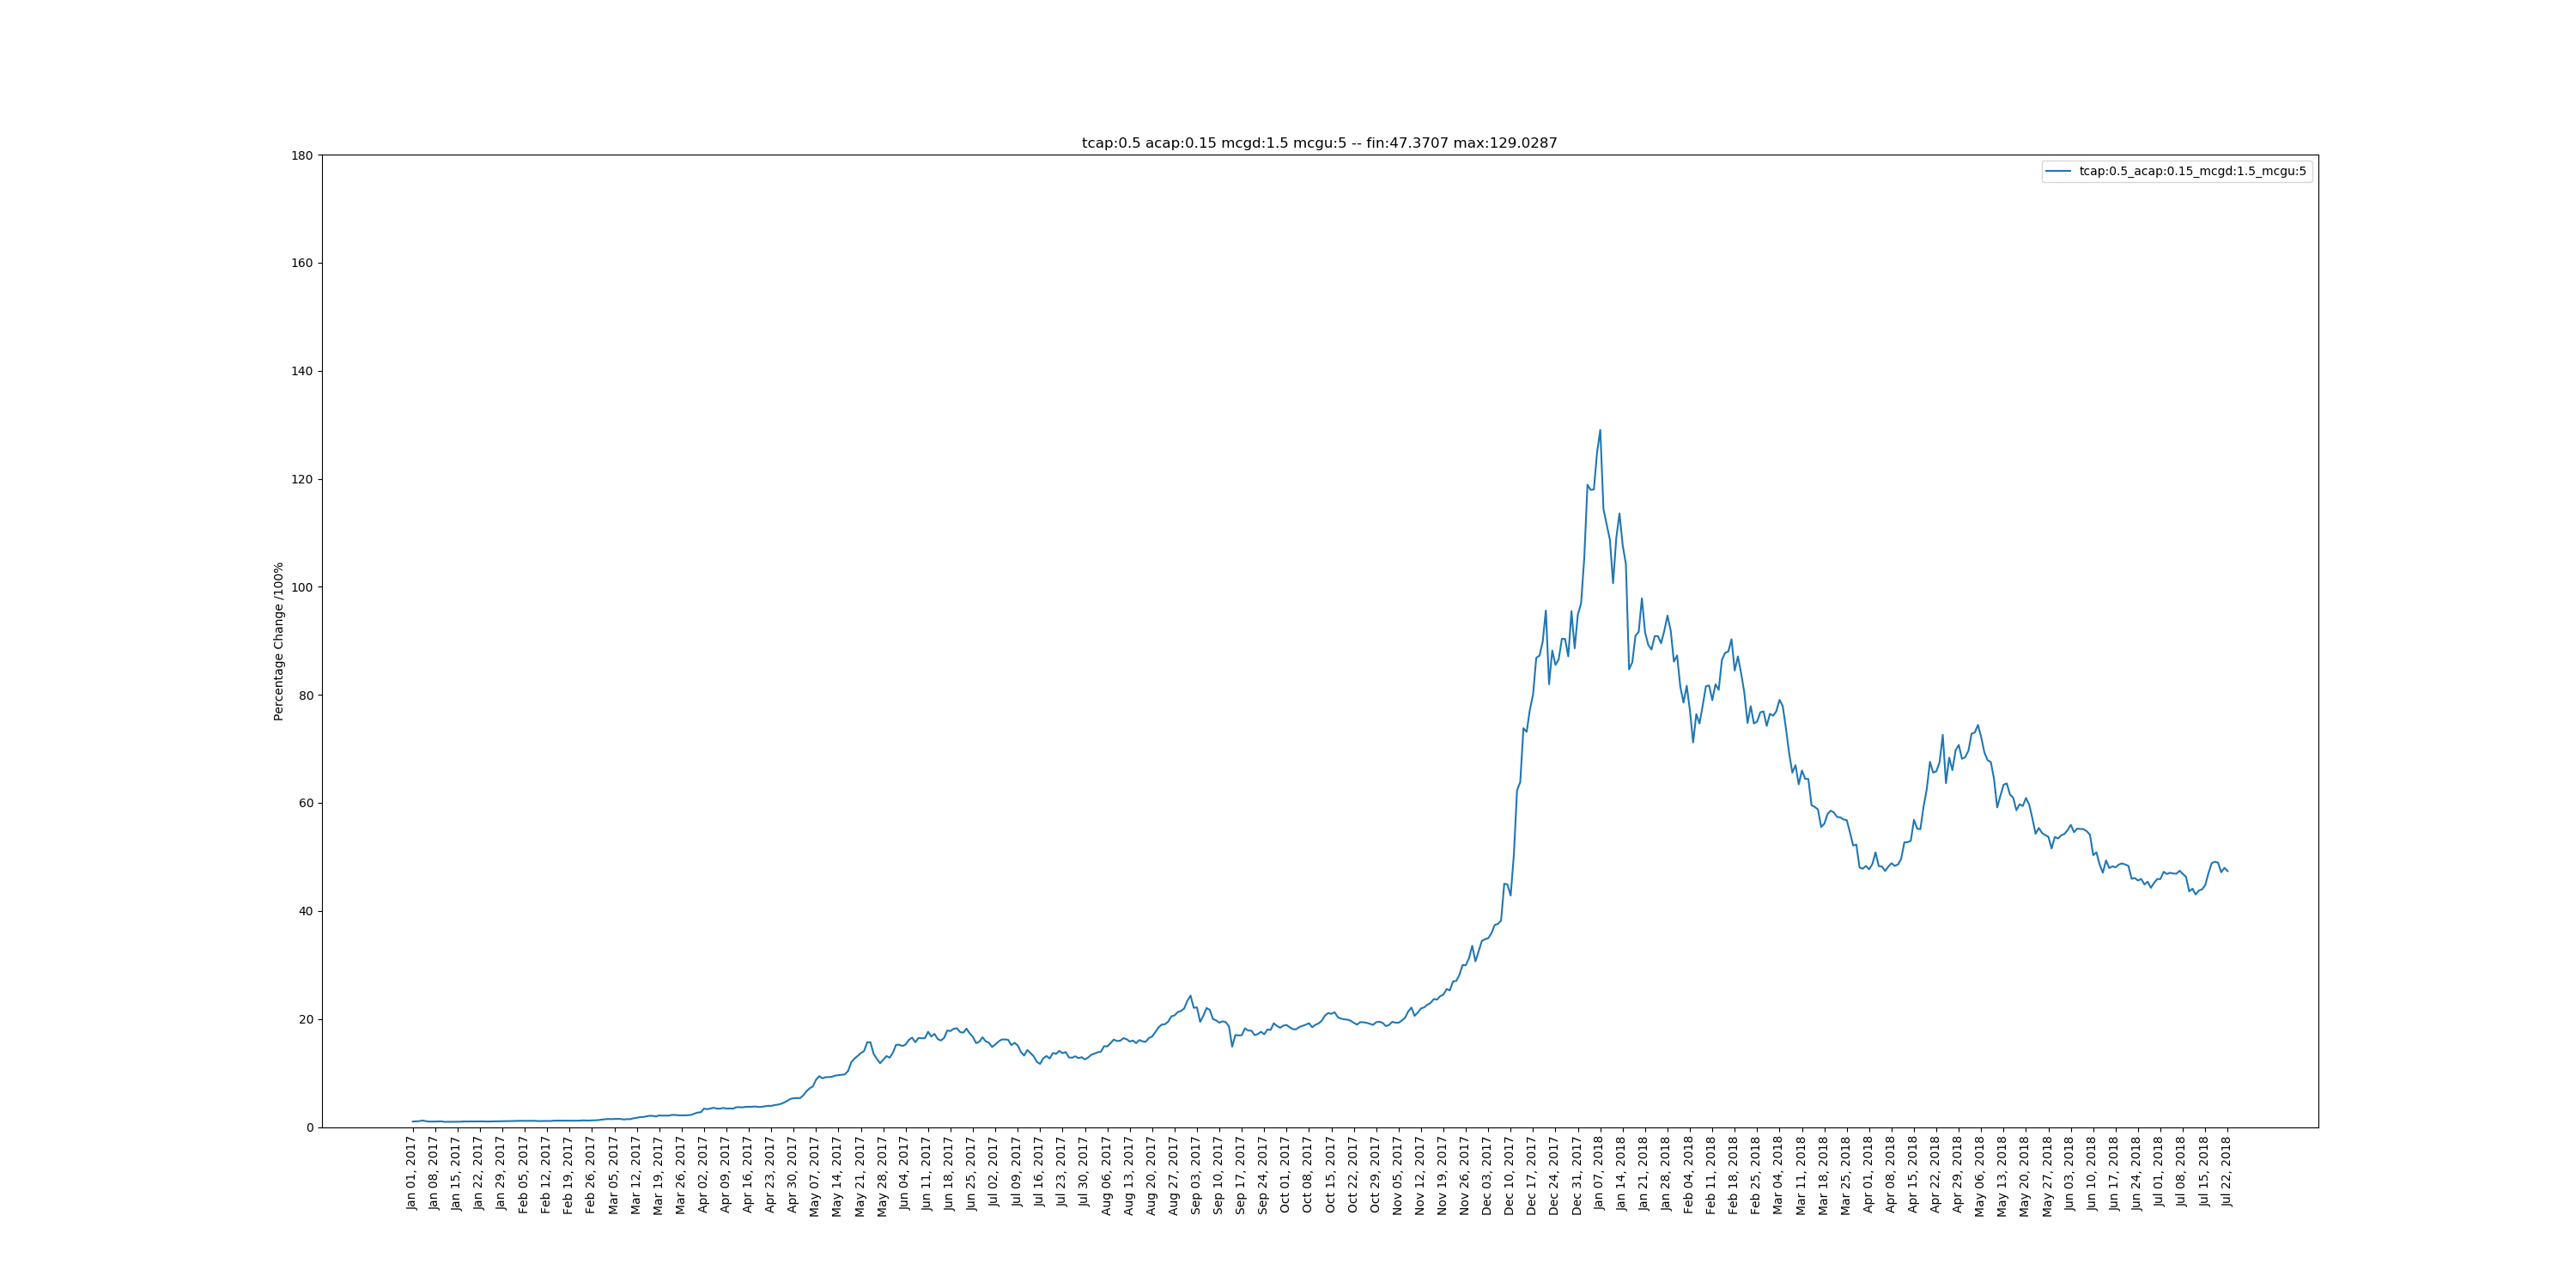 tcap:0.5 acap:0.15 mcgd:1.5 mcgu:5 -- fin:47.3707 max:129.0287
tcap:0.5_acap:0.15_mcgd:1.5_mcgu:5
Percentage Change /100%
180
160
140
120
100
80
60
40
20
0
Jan 01, 2017
Jan 08, 2017
Jan 15, 2017
Jan 22, 2017
Jan 29, 2017
Feb 05, 2017
Feb 12, 2017
Feb 19, 2017
Feb 26, 2017
Mar 05, 2017
Mar 12, 2017
Mar 19, 2017
Mar 26, 2017
Apr 02, 2017
Apr 09, 2017
Apr 16, 2017
Apr 23, 2017
Apr 30, 2017
May 07, 2017
May 14, 2017
May 21, 2017
May 28, 2017
Jun 04, 2017
Jun 11, 2017
Jun 18, 2017
Jun 25, 2017
Jul 02, 2017
Jul 09, 2017
Jul 16, 2017
Jul 23, 2017
Jul 30, 2017
Aug 06, 2017
Aug 13, 2017
Aug 20, 2017
Aug 27, 2017
Sep 03, 2017
Sep 10, 2017
Sep 17, 2017
Sep 24, 2017
Oct 01, 2017
Oct 08, 2017
Oct 15, 2017
Oct 22, 2017
Oct 29, 2017
Nov 05, 2017
Nov 12, 2017
Nov 19, 2017
Nov 26, 2017
Dec 03, 2017
Dec 10, 2017
Dec 17, 2017
Dec 24, 2017
Dec 31, 2017
Jan 07, 2018
Jan 14, 2018
Jan 21, 2018
Jan 28, 2018
Feb 04, 2018
Feb 11, 2018
Feb 18, 2018
Feb 25, 2018
Mar 04, 2018
Mar 11, 2018
Mar 18, 2018
Mar 25, 2018
Apr 01, 2018
Apr 08, 2018
Apr 15, 2018
Apr 22, 2018
Apr 29, 2018
May 06, 2018
May 13, 2018
May 20, 2018
May 27, 2018
Jun 03, 2018
Jun 10, 2018
Jun 17, 2018
Jun 24, 2018
Jul 01, 2018
Jul 08, 2018
Jul 15, 2018
Jul 22, 2018